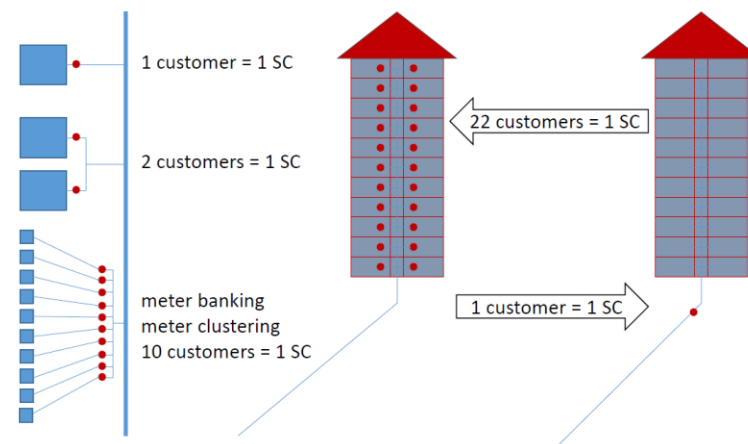 1 customer = 1 SC
2 customers = 1 SC
meter banking
meter clustering
10 customers = 1 SC
22 customers = 1 SC
1 customer = 1 SC